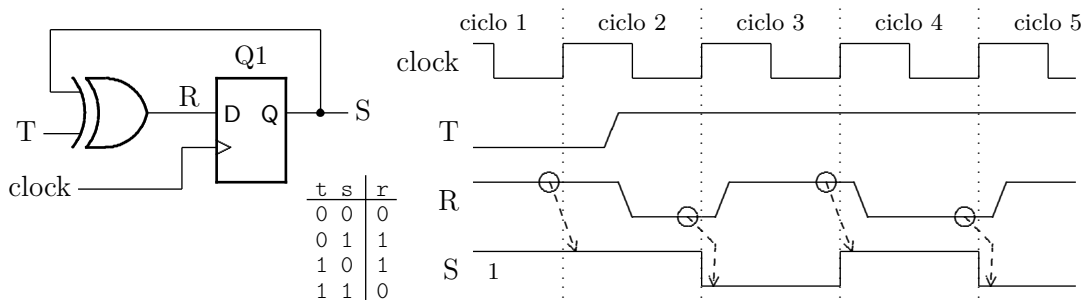 Q1
R
D Q
S
T
clock
t s r
0 0 0
0 1 1
1 0 1
1 1 0
ciclo 1 ciclo 2 ciclo 3 ciclo 4 ciclo 5
clock
T
R
S 1